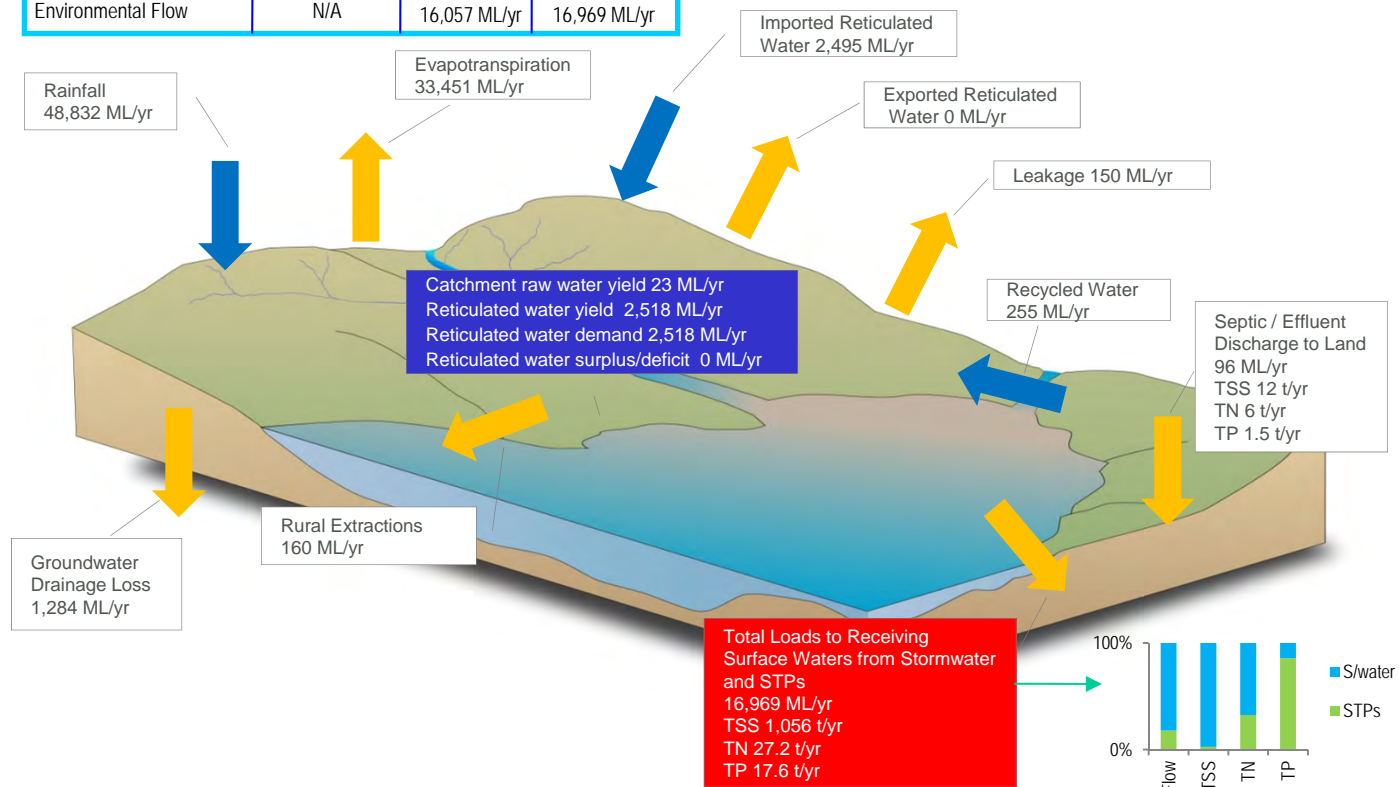 Environmental Flow N/A 16,057 ML/yr 16,969 ML/yr
Imported Reticulated
Water 2,495 ML/yr
Evapotranspiration
33,451 ML/yr
Rainfall
48,832 ML/yr
Exported Reticulated
Water 0 ML/yr
Leakage 150 ML/yr
Catchment raw water yield 23 ML/yr
Reticulated water yield 2,518 ML/yr
Reticulated water demand 2,518 ML/yr
Reticulated water surplus/deficit 0 ML/yr
Recycled Water
255 ML/yr
Septic / Effluent
Discharge to Land
96 ML/yr
TSS 12 t/yr
TN 6 t/yr
TP 1.5 t/yr
Rural Extractions
160 ML/yr
Groundwater
Drainage Loss
1,284 ML/yr
Total Loads to Receiving
Surface Waters from Stormwater
and STPs
16,969 ML/yr
TSS 1,056 t/yr
TN 27.2 t/yr
TP 17.6 t/yr
100%
0%
S/water
STPs
Flow
TSS
TN
TP